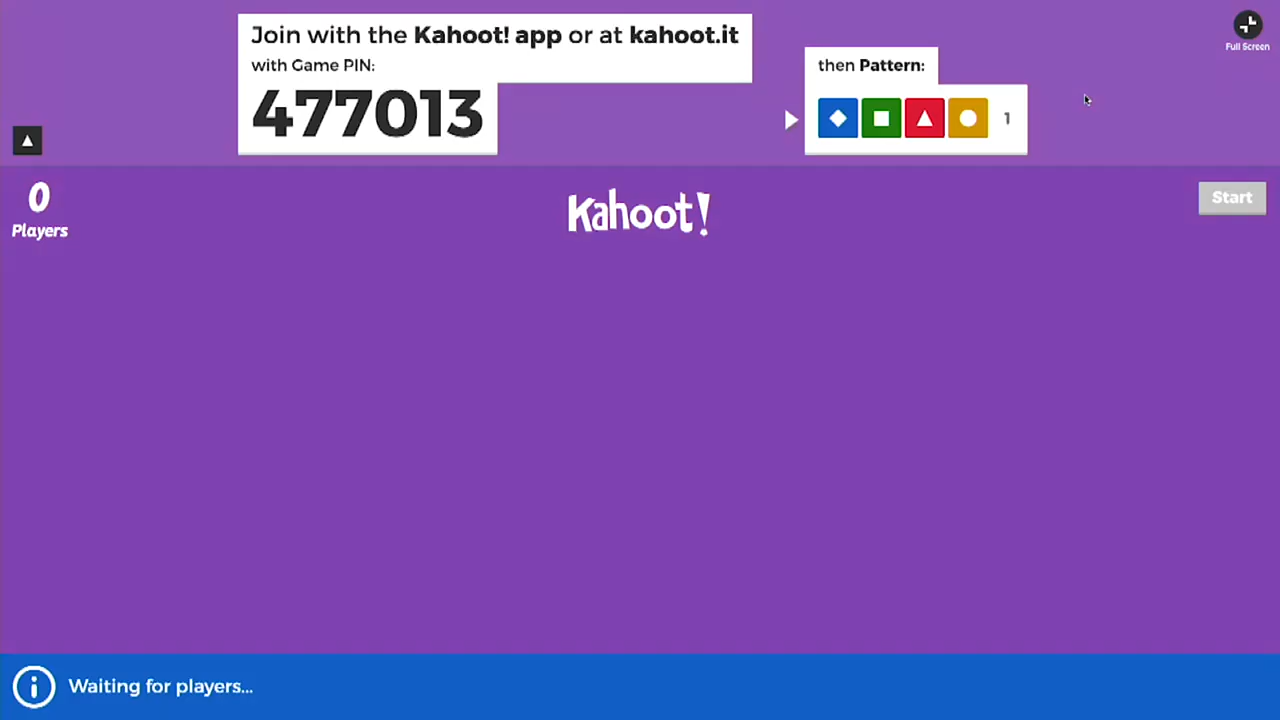 Join with the Kahoot! app or at kahoot.it
with Game PIN:
477013
then Pattern:
1
Full Screen
0
Players
Kahoot!
Start
Waiting for players...